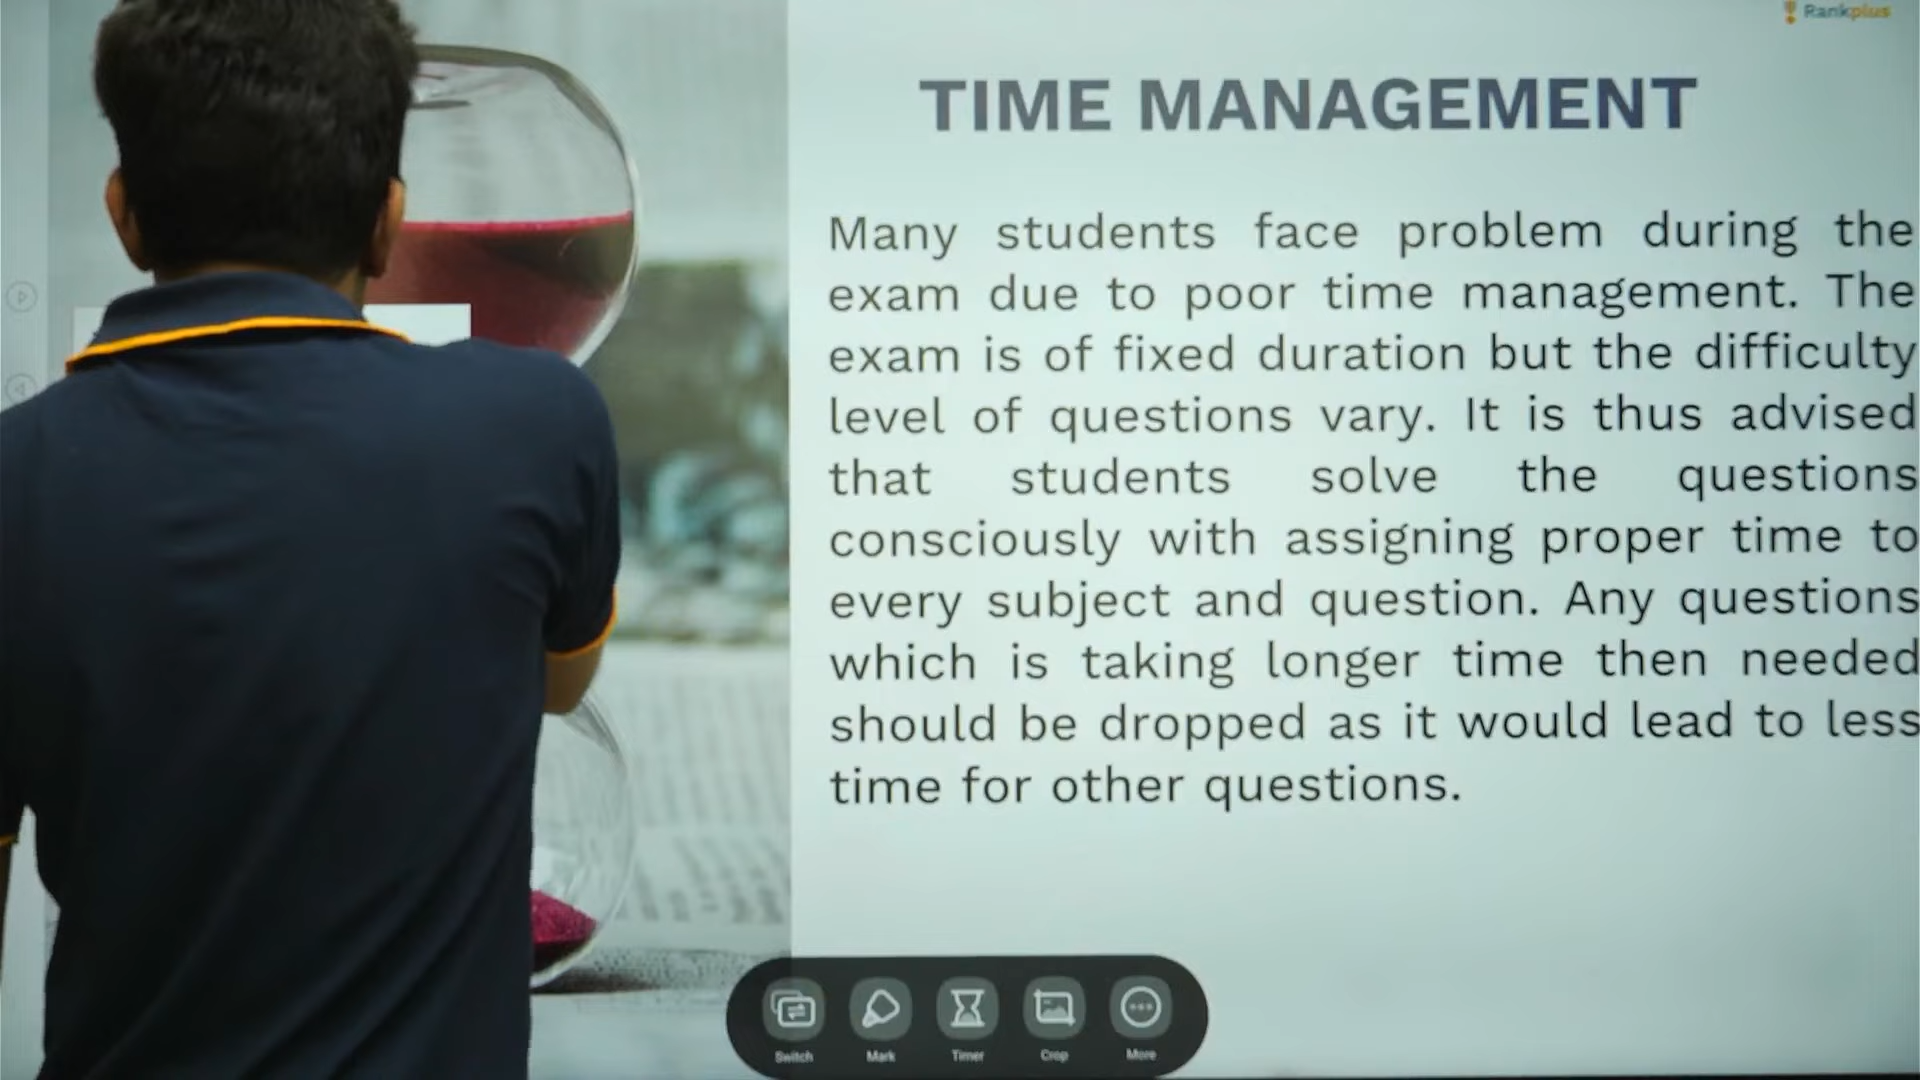 Rankplus
TIME MANAGEMENT
Many students face problem during the
exam due to poor time management. The
exam is of fixed duration but the difficulty
level of questions vary. It is thus advised
that students solve the questions
consciously with assigning proper time to
every subject and question. Any questions
which is taking longer time then needed
should be dropped as it would lead to less
time for other questions.
Switch Mark Timer Crop More